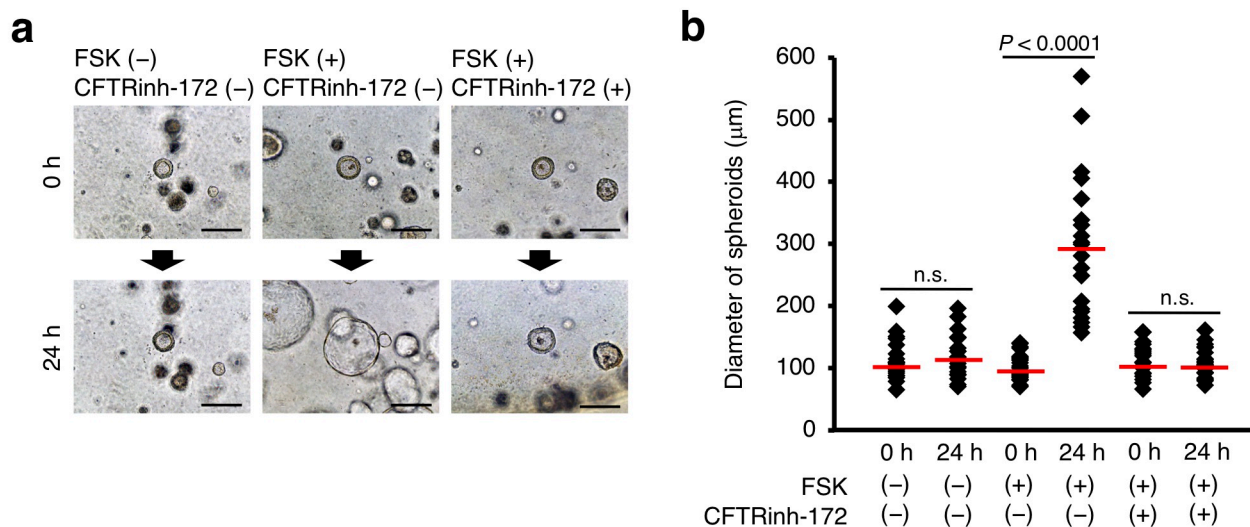 a
FSK (–) FSK (+) FSK (+)
CFTRinh-172 (–) CFTRinh-172 (–) CFTRinh-172 (+)
0 h
24 h
b
P < 0.0001
n.s.
n.s.
Diameter of spheroids (μm)
600
500
400
300
200
100
0
0 h 24 h 0 h 24 h 0 h 24 h
FSK (–) (–) (+) (+) (+) (+)
CFTRinh-172 (–) (–) (–) (–) (+) (+)